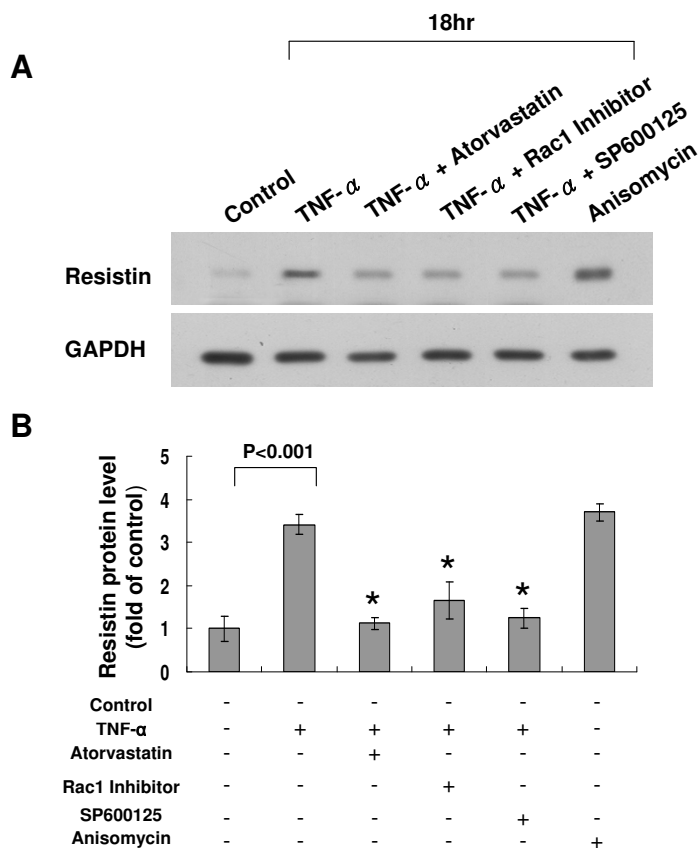 18hr
A
Control
TNF-α
TNF-α + Atorvastatin
TNF-α + Rac1 Inhibitor
TNF-α + SP600125
Anisomycin
Resistin
GAPDH
B
P<0.001
Resistin protein level
(fold of control)
5
4
3
2
1
0
* * *
Control - - - - - -
TNF-α - + + + + -
Atorvastatin - - + - - -
Rac1 Inhibitor - - - + - -
SP600125 - - - - + -
Anisomycin - - - - - +